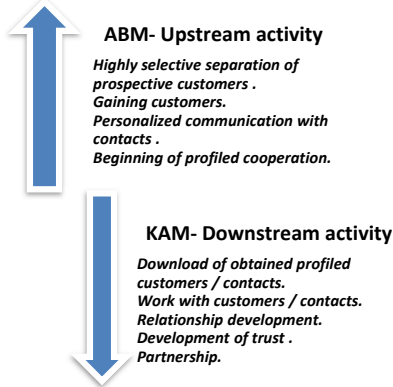 ABM- Upstream activity
Highly selective separation of
prospective customers .
Gaining customers.
Personalized communication with
contacts .
Beginning of profiled cooperation.
KAM- Downstream activity
Download of obtained profiled
customers / contacts.
Work with customers / contacts.
Relationship development.
Development of trust .
Partnership.